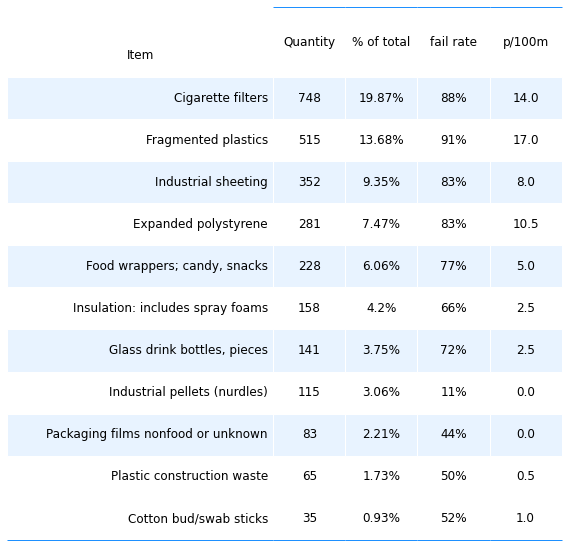 Item Quantity % of total fail rate p/100m
Cigarette filters 748 19.87% 88% 14.0
Fragmented plastics 515 13.68% 91% 17.0
Industrial sheeting 352 9.35% 83% 8.0
Expanded polystyrene 281 7.47% 83% 10.5
Food wrappers; candy, snacks 228 6.06% 77% 5.0
Insulation: includes spray foams 158 4.2% 66% 2.5
Glass drink bottles, pieces 141 3.75% 72% 2.5
Industrial pellets (nurdles) 115 3.06% 11% 0.0
Packaging films nonfood or unknown 83 2.21% 44% 0.0
Plastic construction waste 65 1.73% 50% 0.5
Cotton bud/swab sticks 35 0.93% 52% 1.0